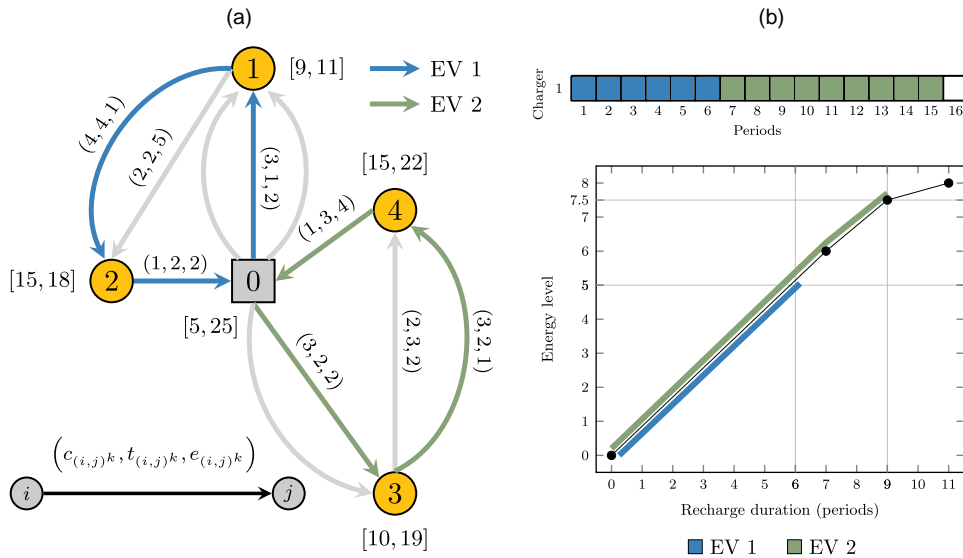 (a)
(b)
1
[9, 11]
EV 1
EV 2
(4, 4, 1)
(2, 2, 5)
(3, 1, 2)
[15, 22]
4
(1, 3, 4)
2
[15, 18]
(1, 2, 2)
0
[5, 25]
(3, 2, 2)
(2, 3, 2)
(3, 2, 1)
(c_{(i,j)^k}, t_{(i,j)^k}, e_{(i,j)^k})
i
j
3
[10, 19]
Charger
1
1 2 3 4 5 6 7 8 9 10 11 12 13 14 15 16
Periods
Energy level
8
7.5
7
6
5
4
3
2
1
0
0 1 2 3 4 5 6 7 8 9 10 11
Recharge duration (periods)
EV 1 EV 2